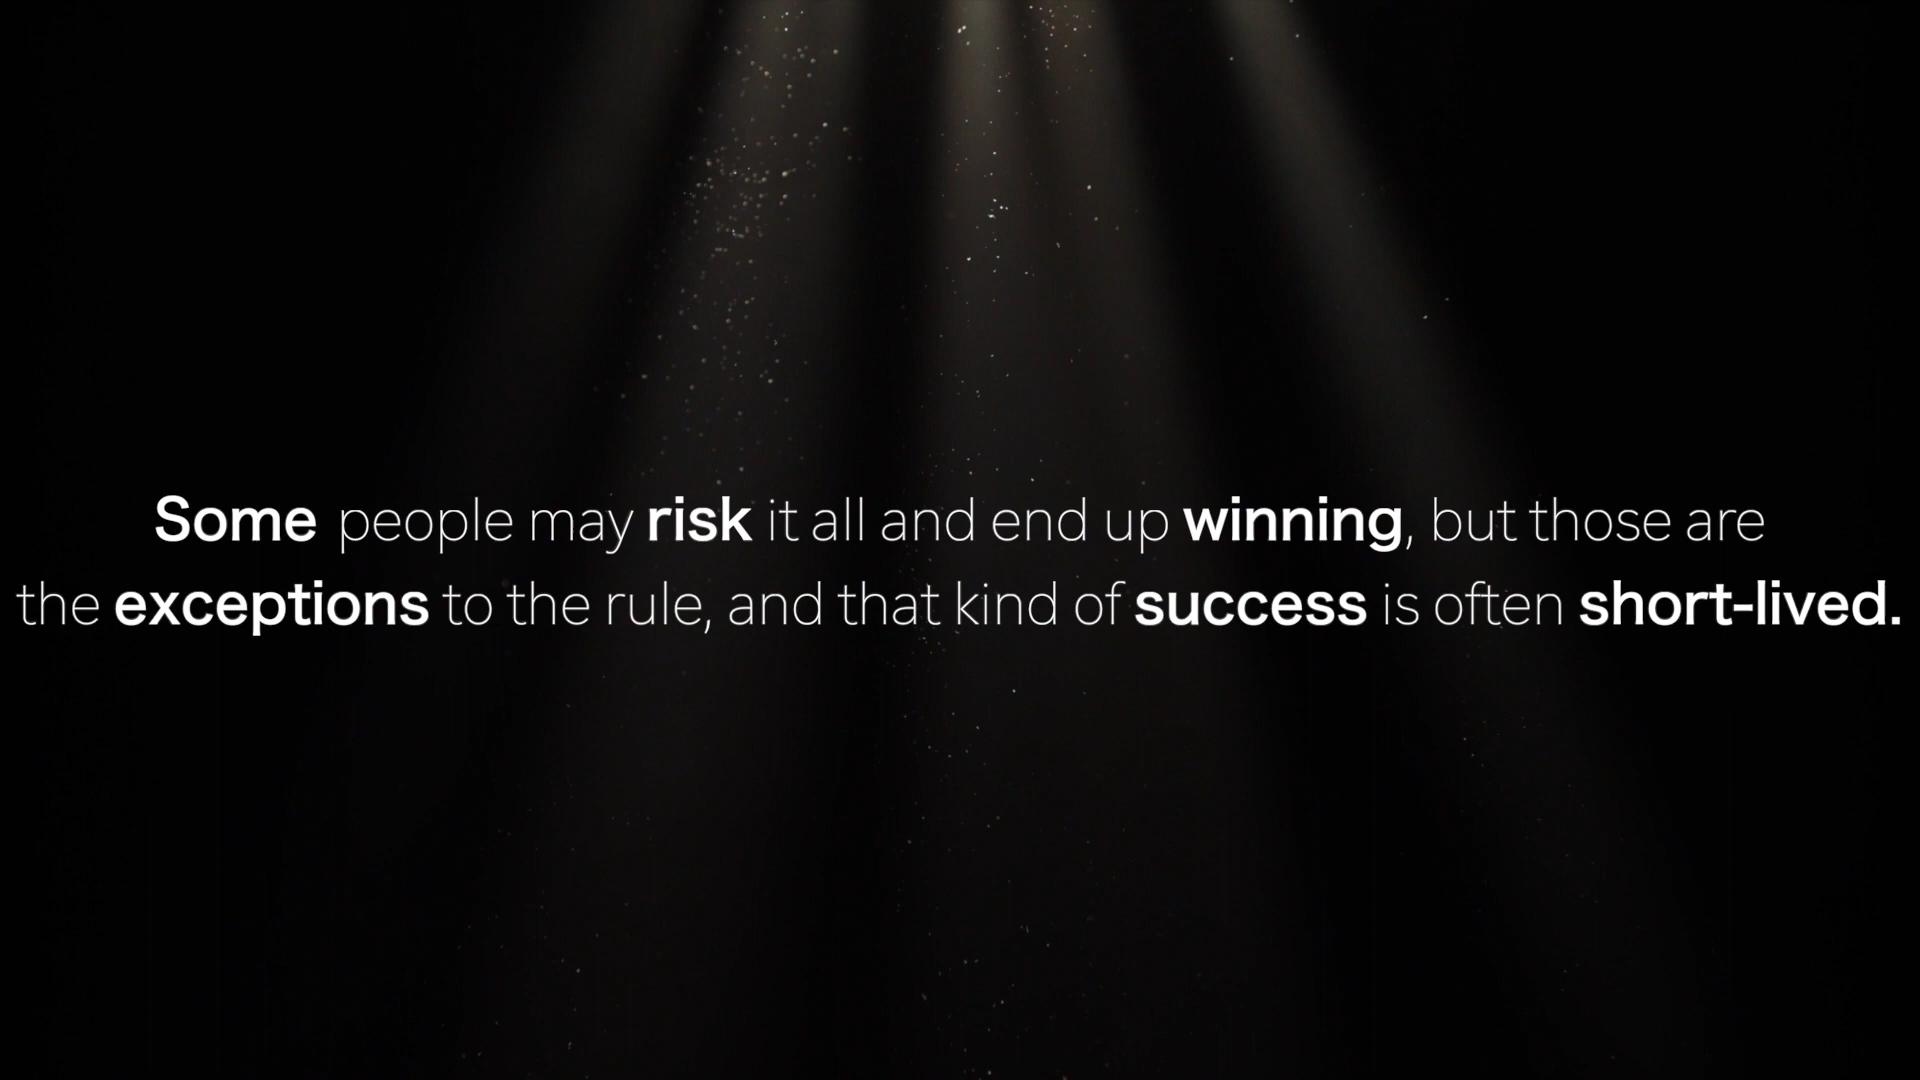 Some people may risk it all and end up winning, but those are
the exceptions to the rule, and that kind of success is often short-lived.